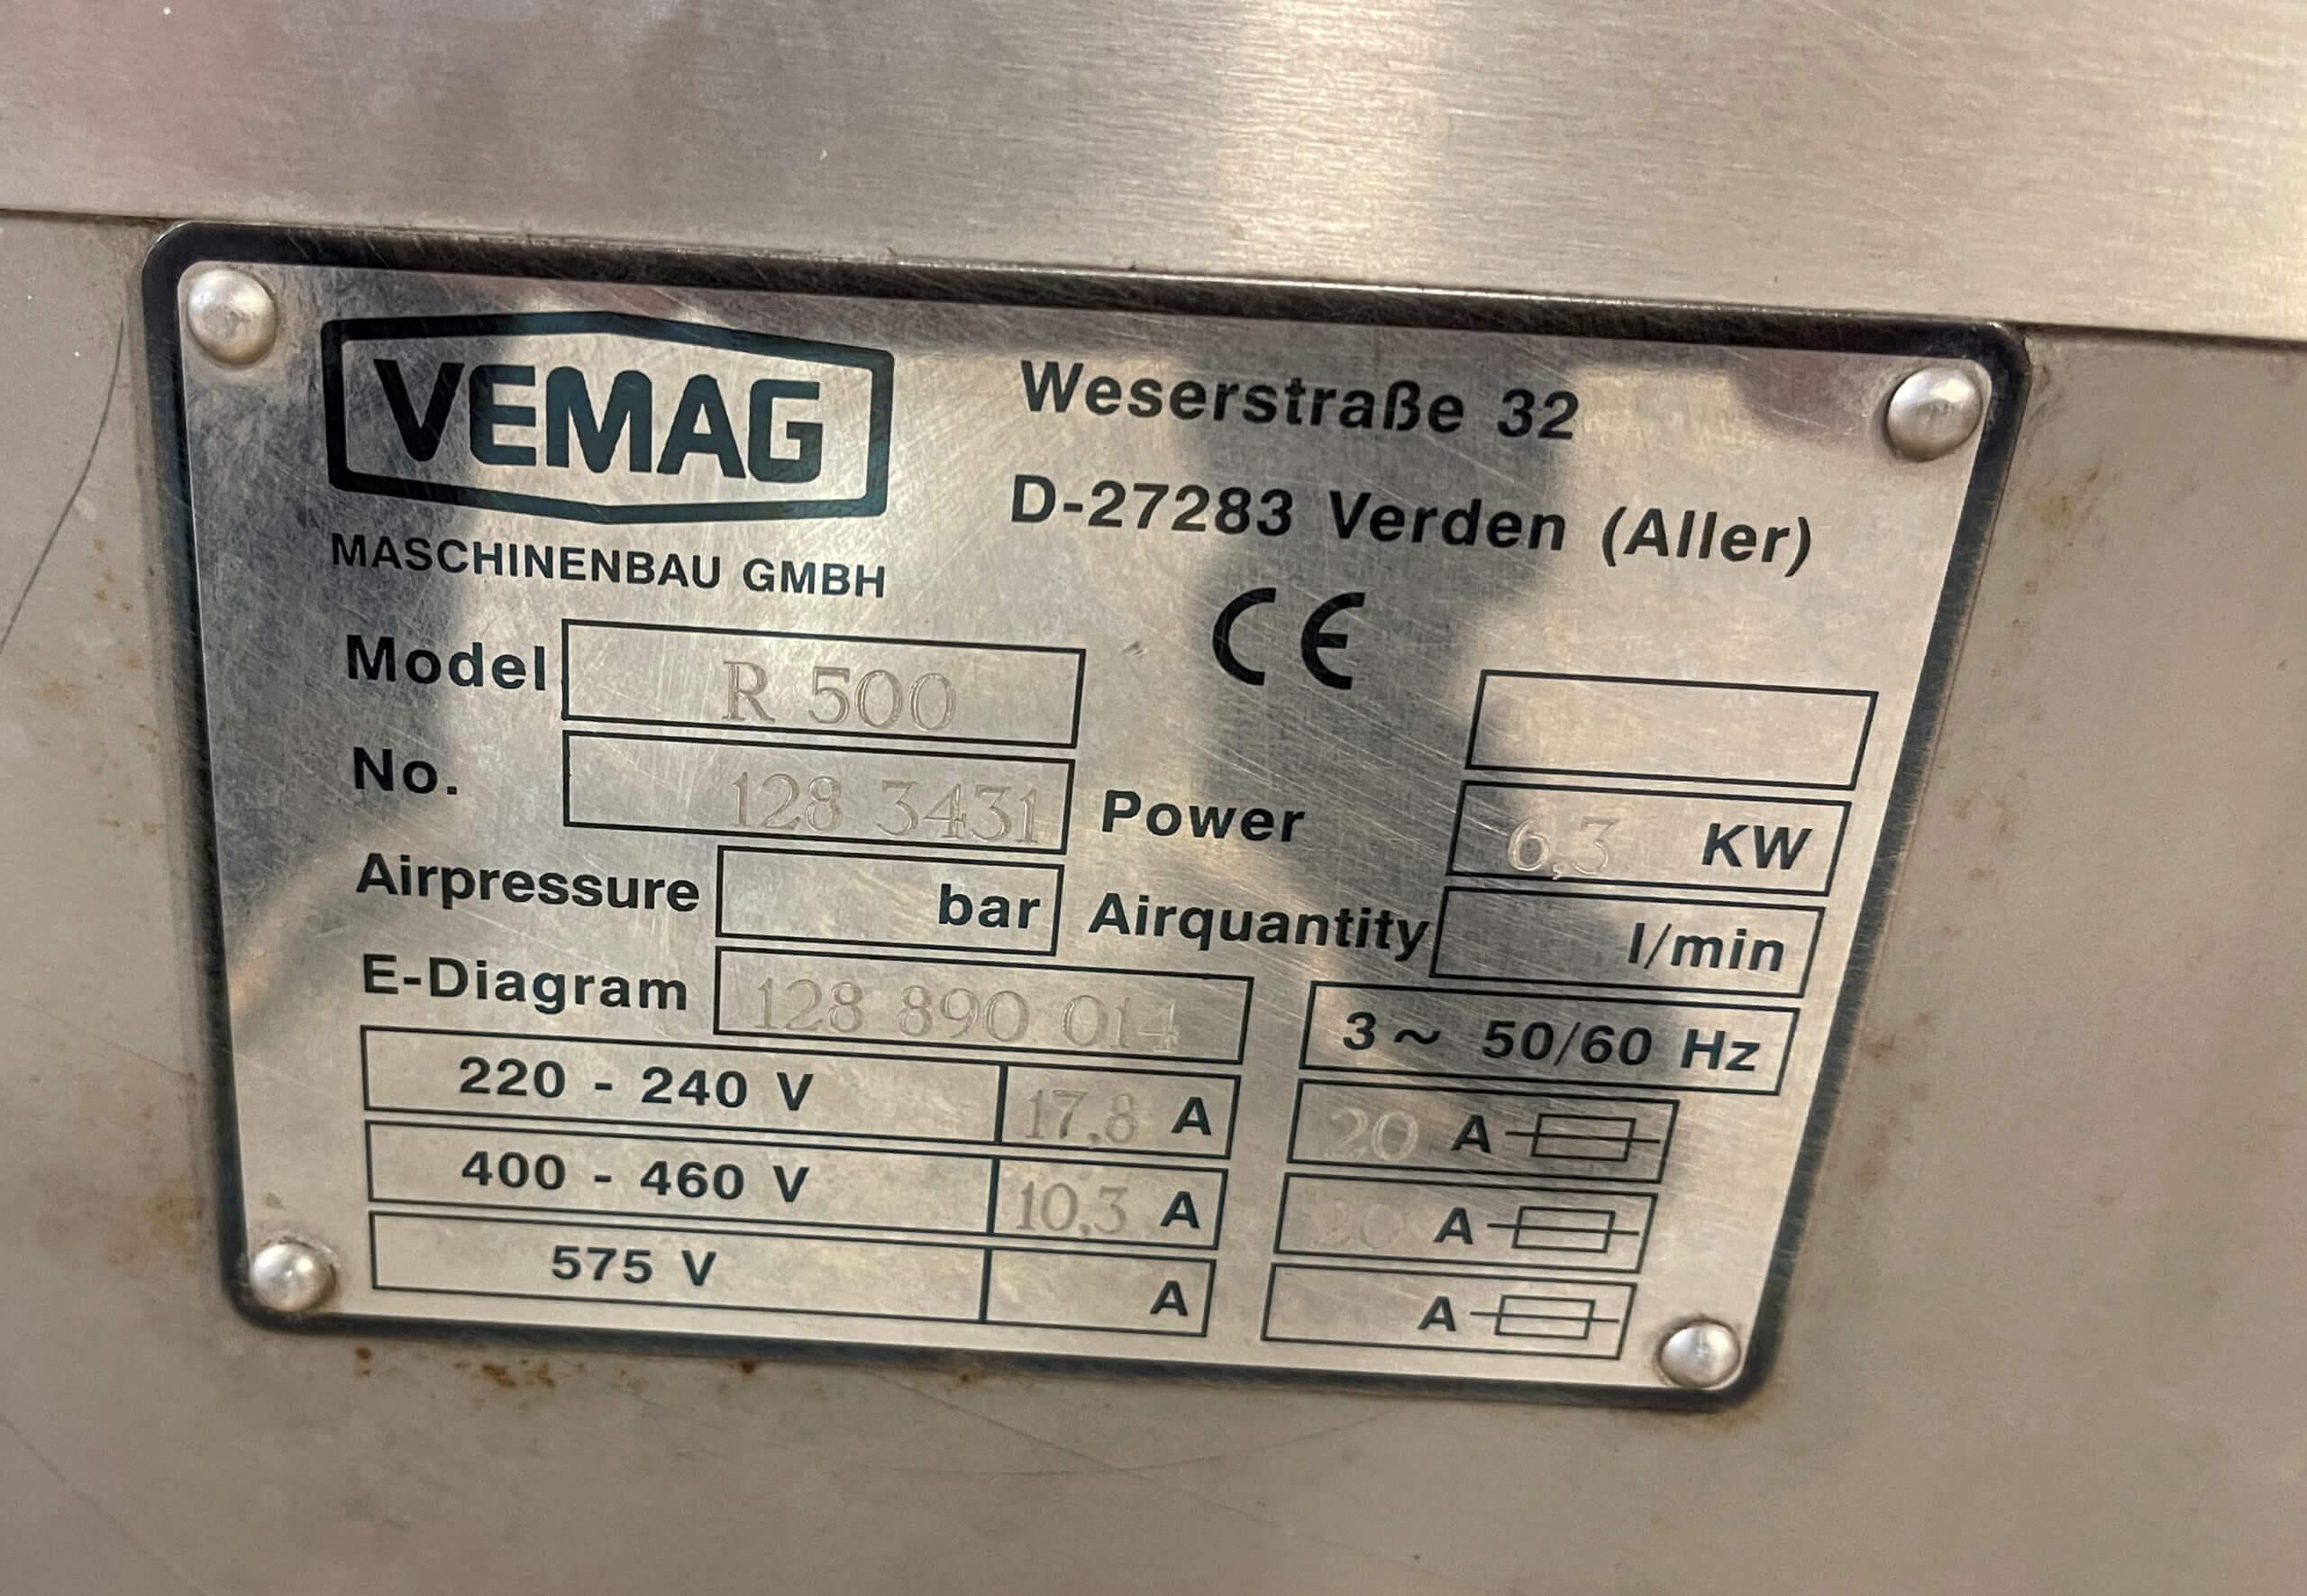 VEMAG
MASCHINENBAU GMBH
Weserstraße 32
D-27283 Verden (Aller)
CE
Model R 500
No. 128 3431
Power 6,3 KW
Airpressure bar
Airquantity l/min
E-Diagram 128 890 014
3 ~ 50/60 Hz
220 - 240 V 17,8 A 20 A
400 - 460 V 10,3 A 20 A
575 V A A